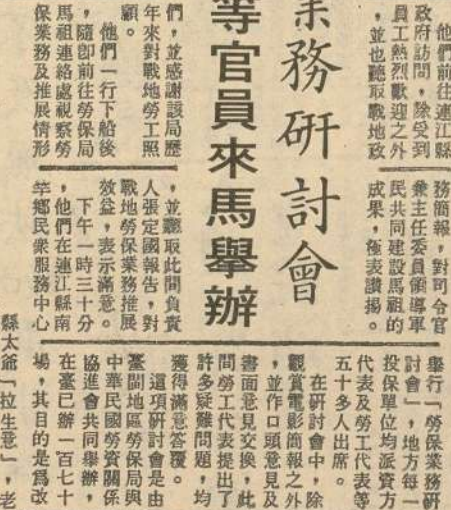 業務研討會
等官員來馬舉辦
他們前往連江縣
政府訪問,除受到
員工熱烈歡迎之外
,並也聽取戰地政
務簡報,對司令官
兼主任委員領導軍
民共同建設馬祖的
成果,極表讚揚。
們,並感謝該局歷
年來對戰地勞工照
顧。
他們一行下船後
,隨即前往勞保局
馬祖連絡處視察勞
保業務及推展情形
,並聽取此間負責
人張定國報告,對
戰地勞保業務推展
效益,表示滿意。
下午一時三十分
,他們在連江縣南
竿鄉民衆服務中心
舉行「勞保業務研
討會」,地方每一
投保單位均派資方
代表及勞工代表等
五十多人出席。
在研討會中,除
觀賞電影簡報之外
,並作口頭意見及
書面意見交換,此
間勞工代表提出了
許多疑難問題,均
獲得滿意答覆。
這項研討會是由
臺閩地區勞保局與
中華民國勞資關係
協進會共同舉辦,
在臺已辦一百七十
場,其目的是爲改
縣太爺「拉生意」,老